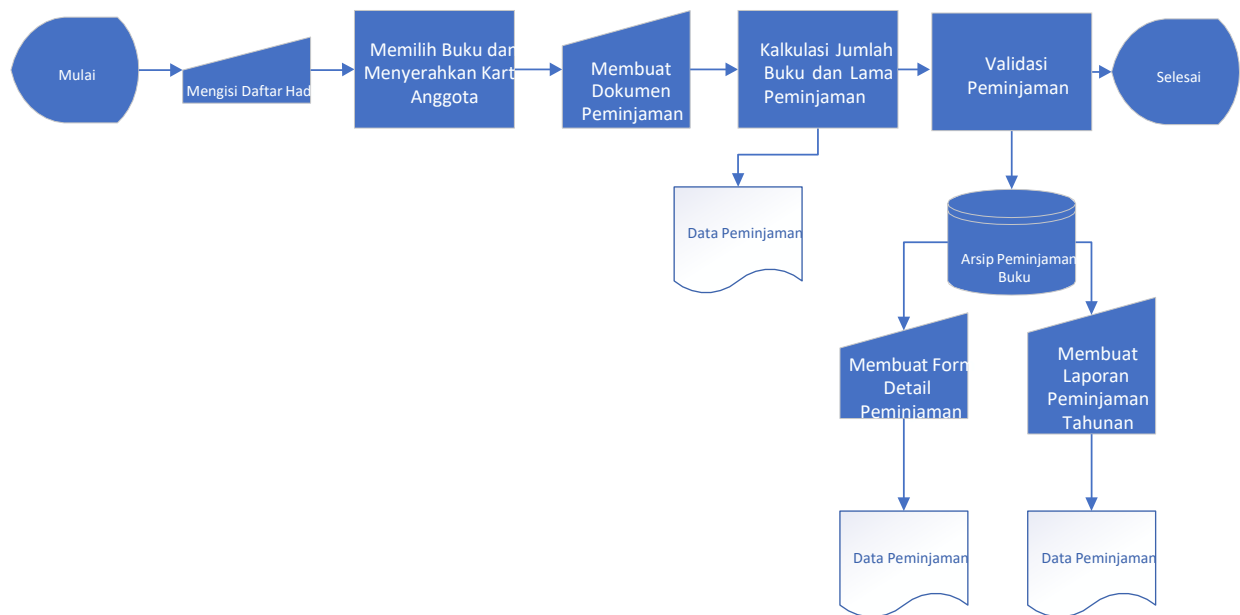 Mulai
Mengisi Daftar Had
Memilih Buku dan
Menyerahkan Kart
Anggota
Membuat
Dokumen
Peminjaman
Kalkulasi Jumlah
Buku dan Lama
Peminjaman
Validasi
Peminjaman
Selesai
Data Peminjaman
Arsip Peminjaman
Buku
Membuat Form
Detail
Peminjaman
Membuat
Laporan
Peminjaman
Tahunan
Data Peminjaman
Data Peminjaman